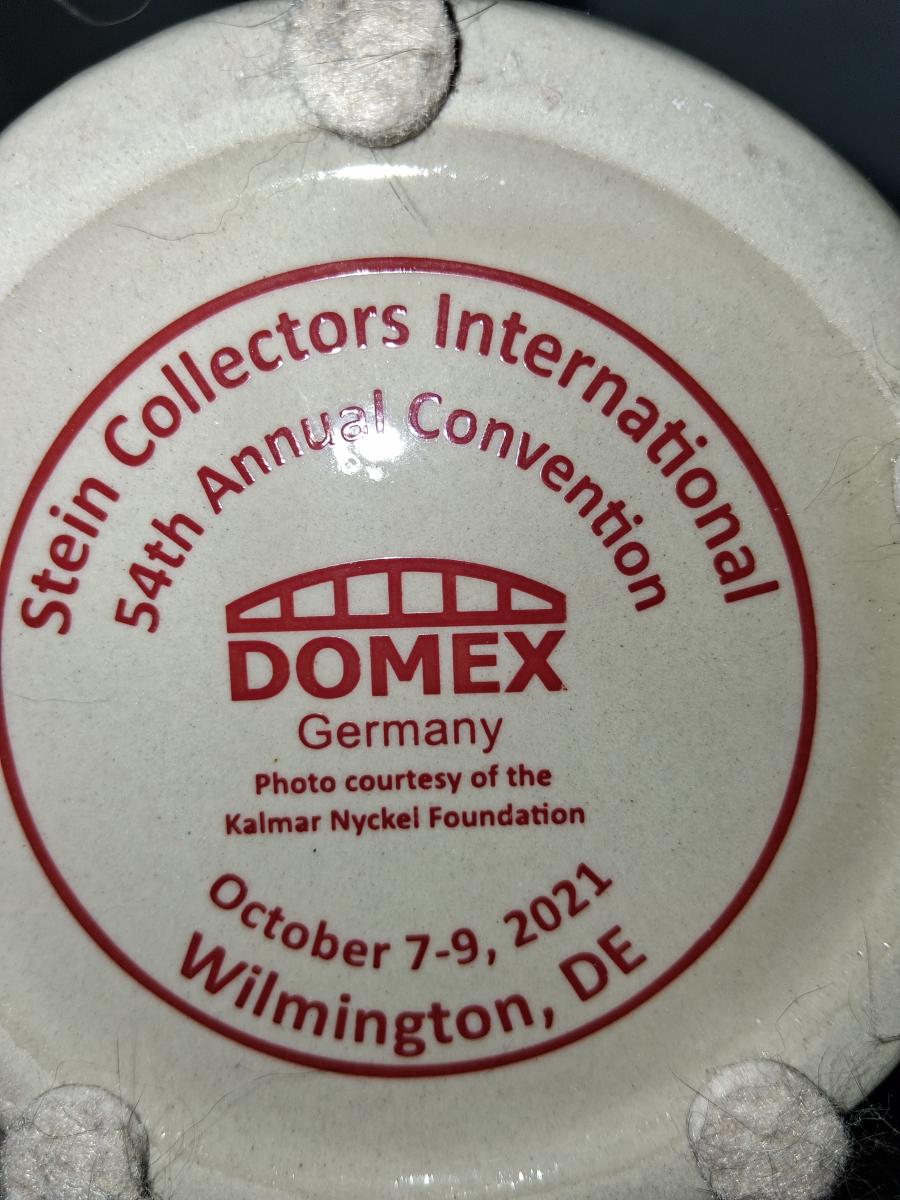 Stein Collectors International
54th Annual Convention
DOMEX
Germany
Photo courtesy of the
Kalmar Nyckel Foundation
October 7-9, 2021
Wilmington, DE